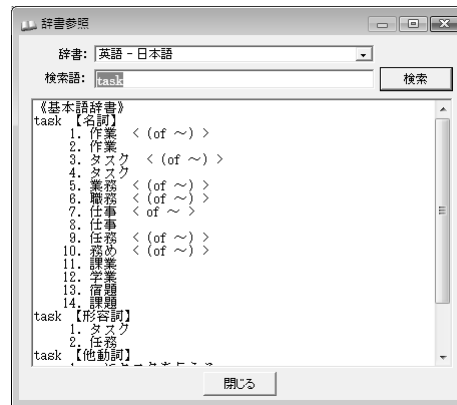 辞書参照
辞書: 英語 - 日本語
検索語: task 検索
《基本語辞書》
task 【名詞】
1. 作業 < (of ～) >
2. 作業
3. タスク < (of ～) >
4. タスク
5. 業務 < (of ～) >
6. 職務 < (of ～) >
7. 仕事 < of ～ >
8. 仕事
9. 任務 < (of ～) >
10. 務め < (of ～) >
11. 課業
12. 学業
13. 宿題
14. 課題
task 【形容詞】
1. タスク
2. 任務
task 【他動詞】
閉じる